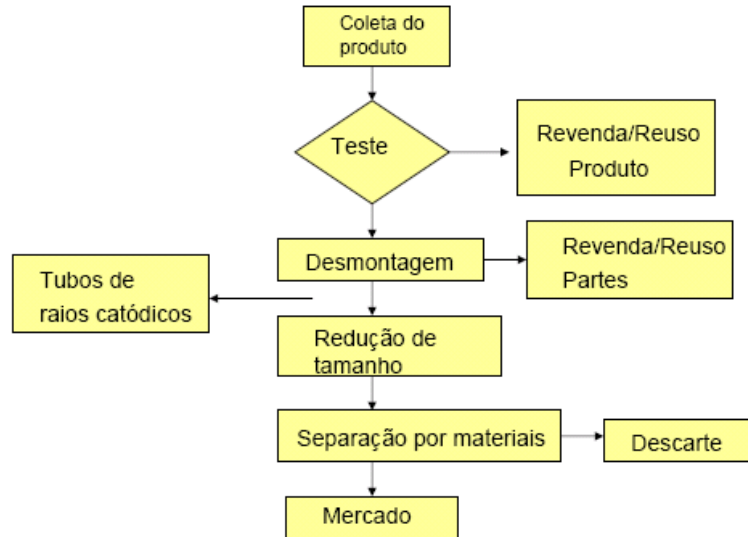 Coleta do
produto
Teste
Revenda/Reuso
Produto
Desmontagem
Revenda/Reuso
Partes
Tubos de
raios catódicos
Redução de
tamanho
Separação por materiais
Descarte
Mercado